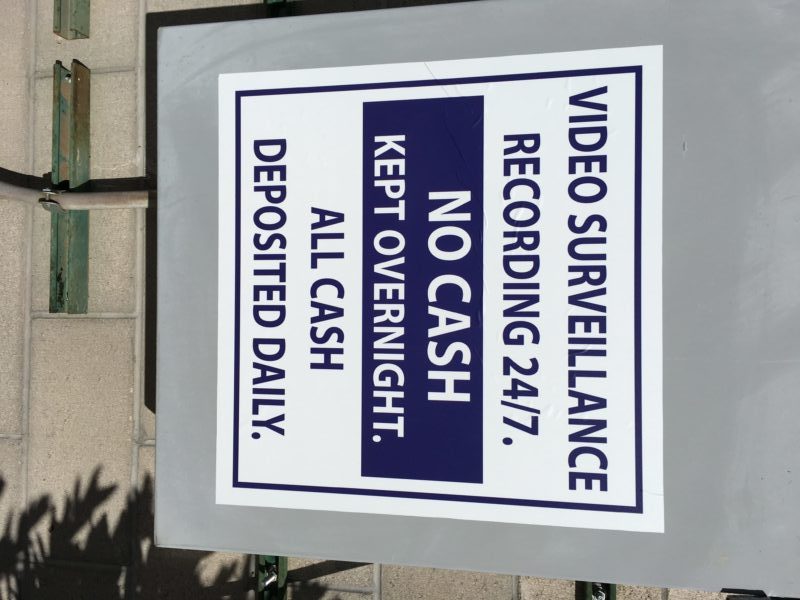 VIDEO SURVEILLANCE
RECORDING 24/7.
NO CASH
KEPT OVERNIGHT.
ALL CASH
DEPOSITED DAILY.